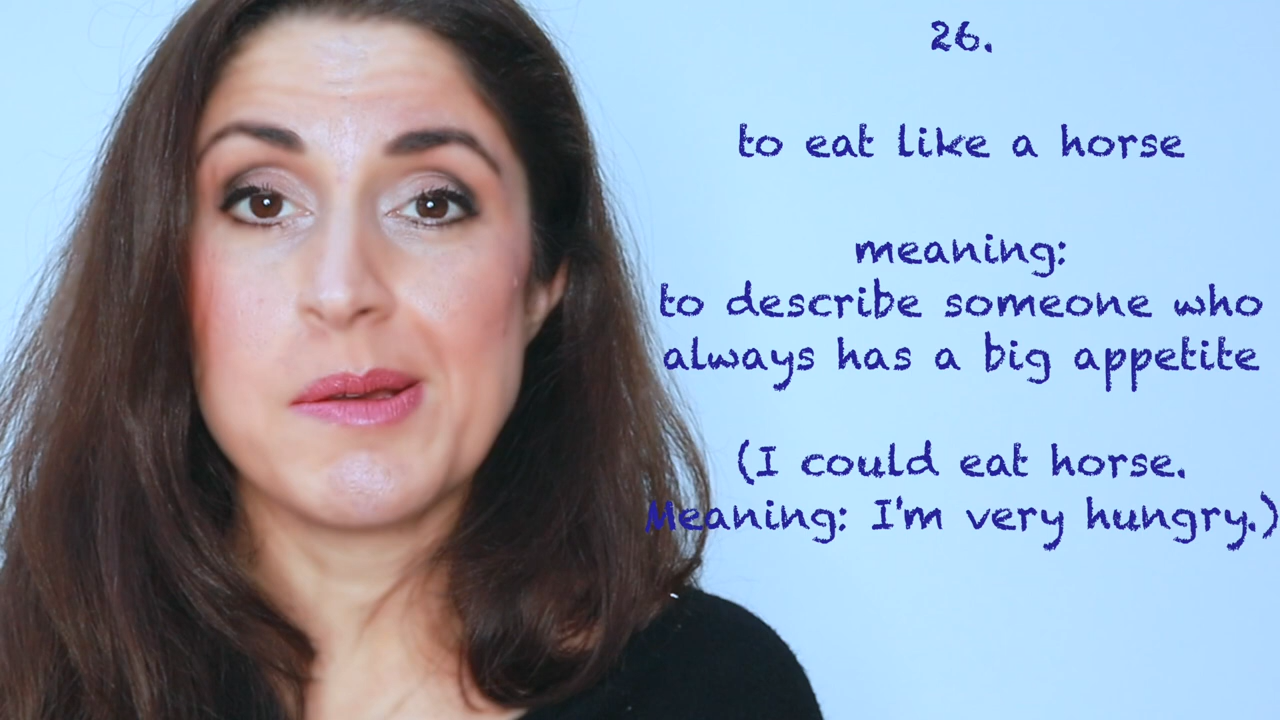 26.
to eat like a horse
meaning:
to describe someone who
always has a big appetite
(I could eat horse.
Meaning: I'm very hungry.)